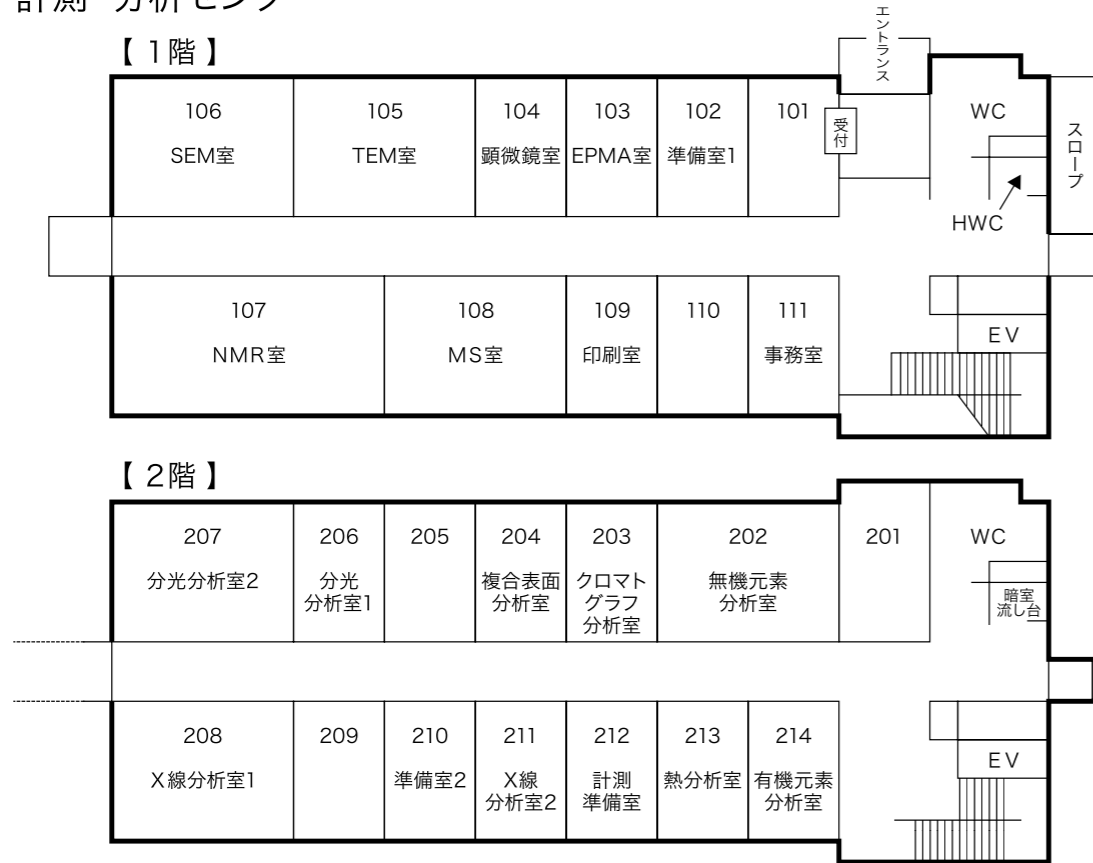 【 1階 】
エントランス
106
SEM室
105
TEM室
104
顕微鏡室
103
EPMA室
102
準備室1
101
受付
WC
HWC
スロープ
107
NMR室
108
MS室
109
印刷室
110
111
事務室
EV
【 2階 】
207
分光分析室2
206
分光
分析室1
205
204
複合表面
分析室
203
クロマト
グラフ
分析室
202
無機元素
分析室
201
WC
暗室
流し台
208
X線分析室1
209
210
準備室2
211
X線
分析室2
212
計測
準備室
213
熱分析室
214
有機元素
分析室
EV